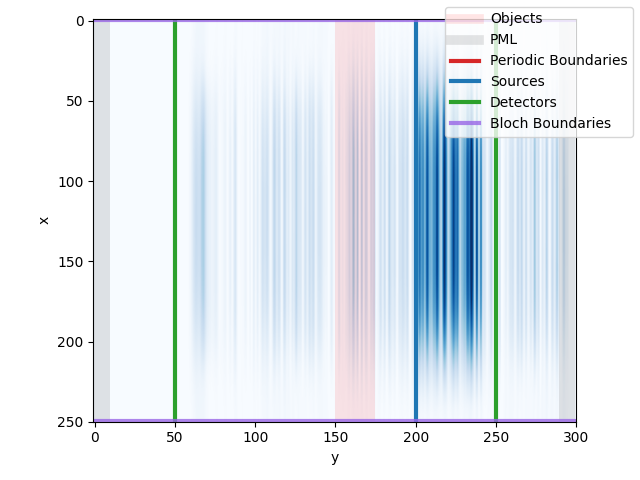 Objects
PML
Periodic Boundaries
Sources
Detectors
Bloch Boundaries
0
50
100
150
200
250
x
0 50 100 150 200 250 300
y